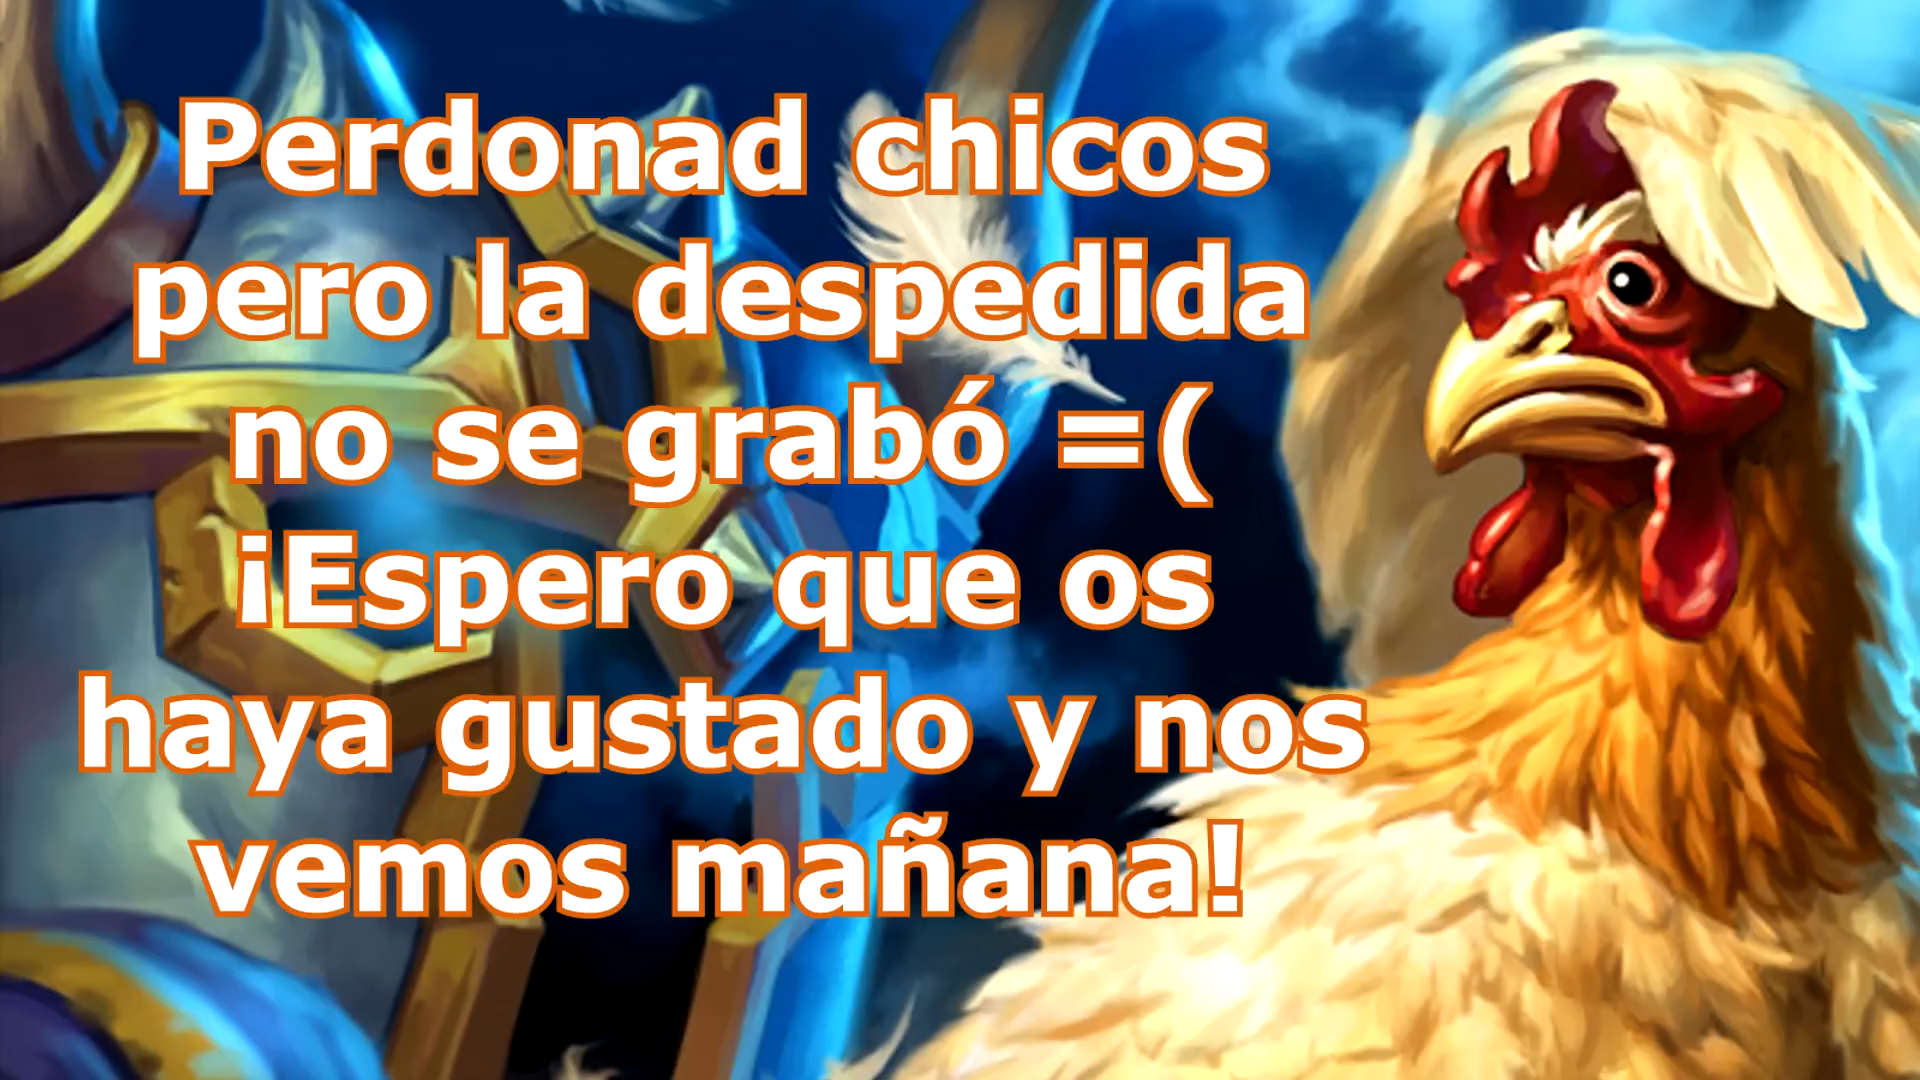 Perdonad chicos
pero la despedida
no se grabó =(
¡Espero que os
haya gustado y nos
vemos mañana!